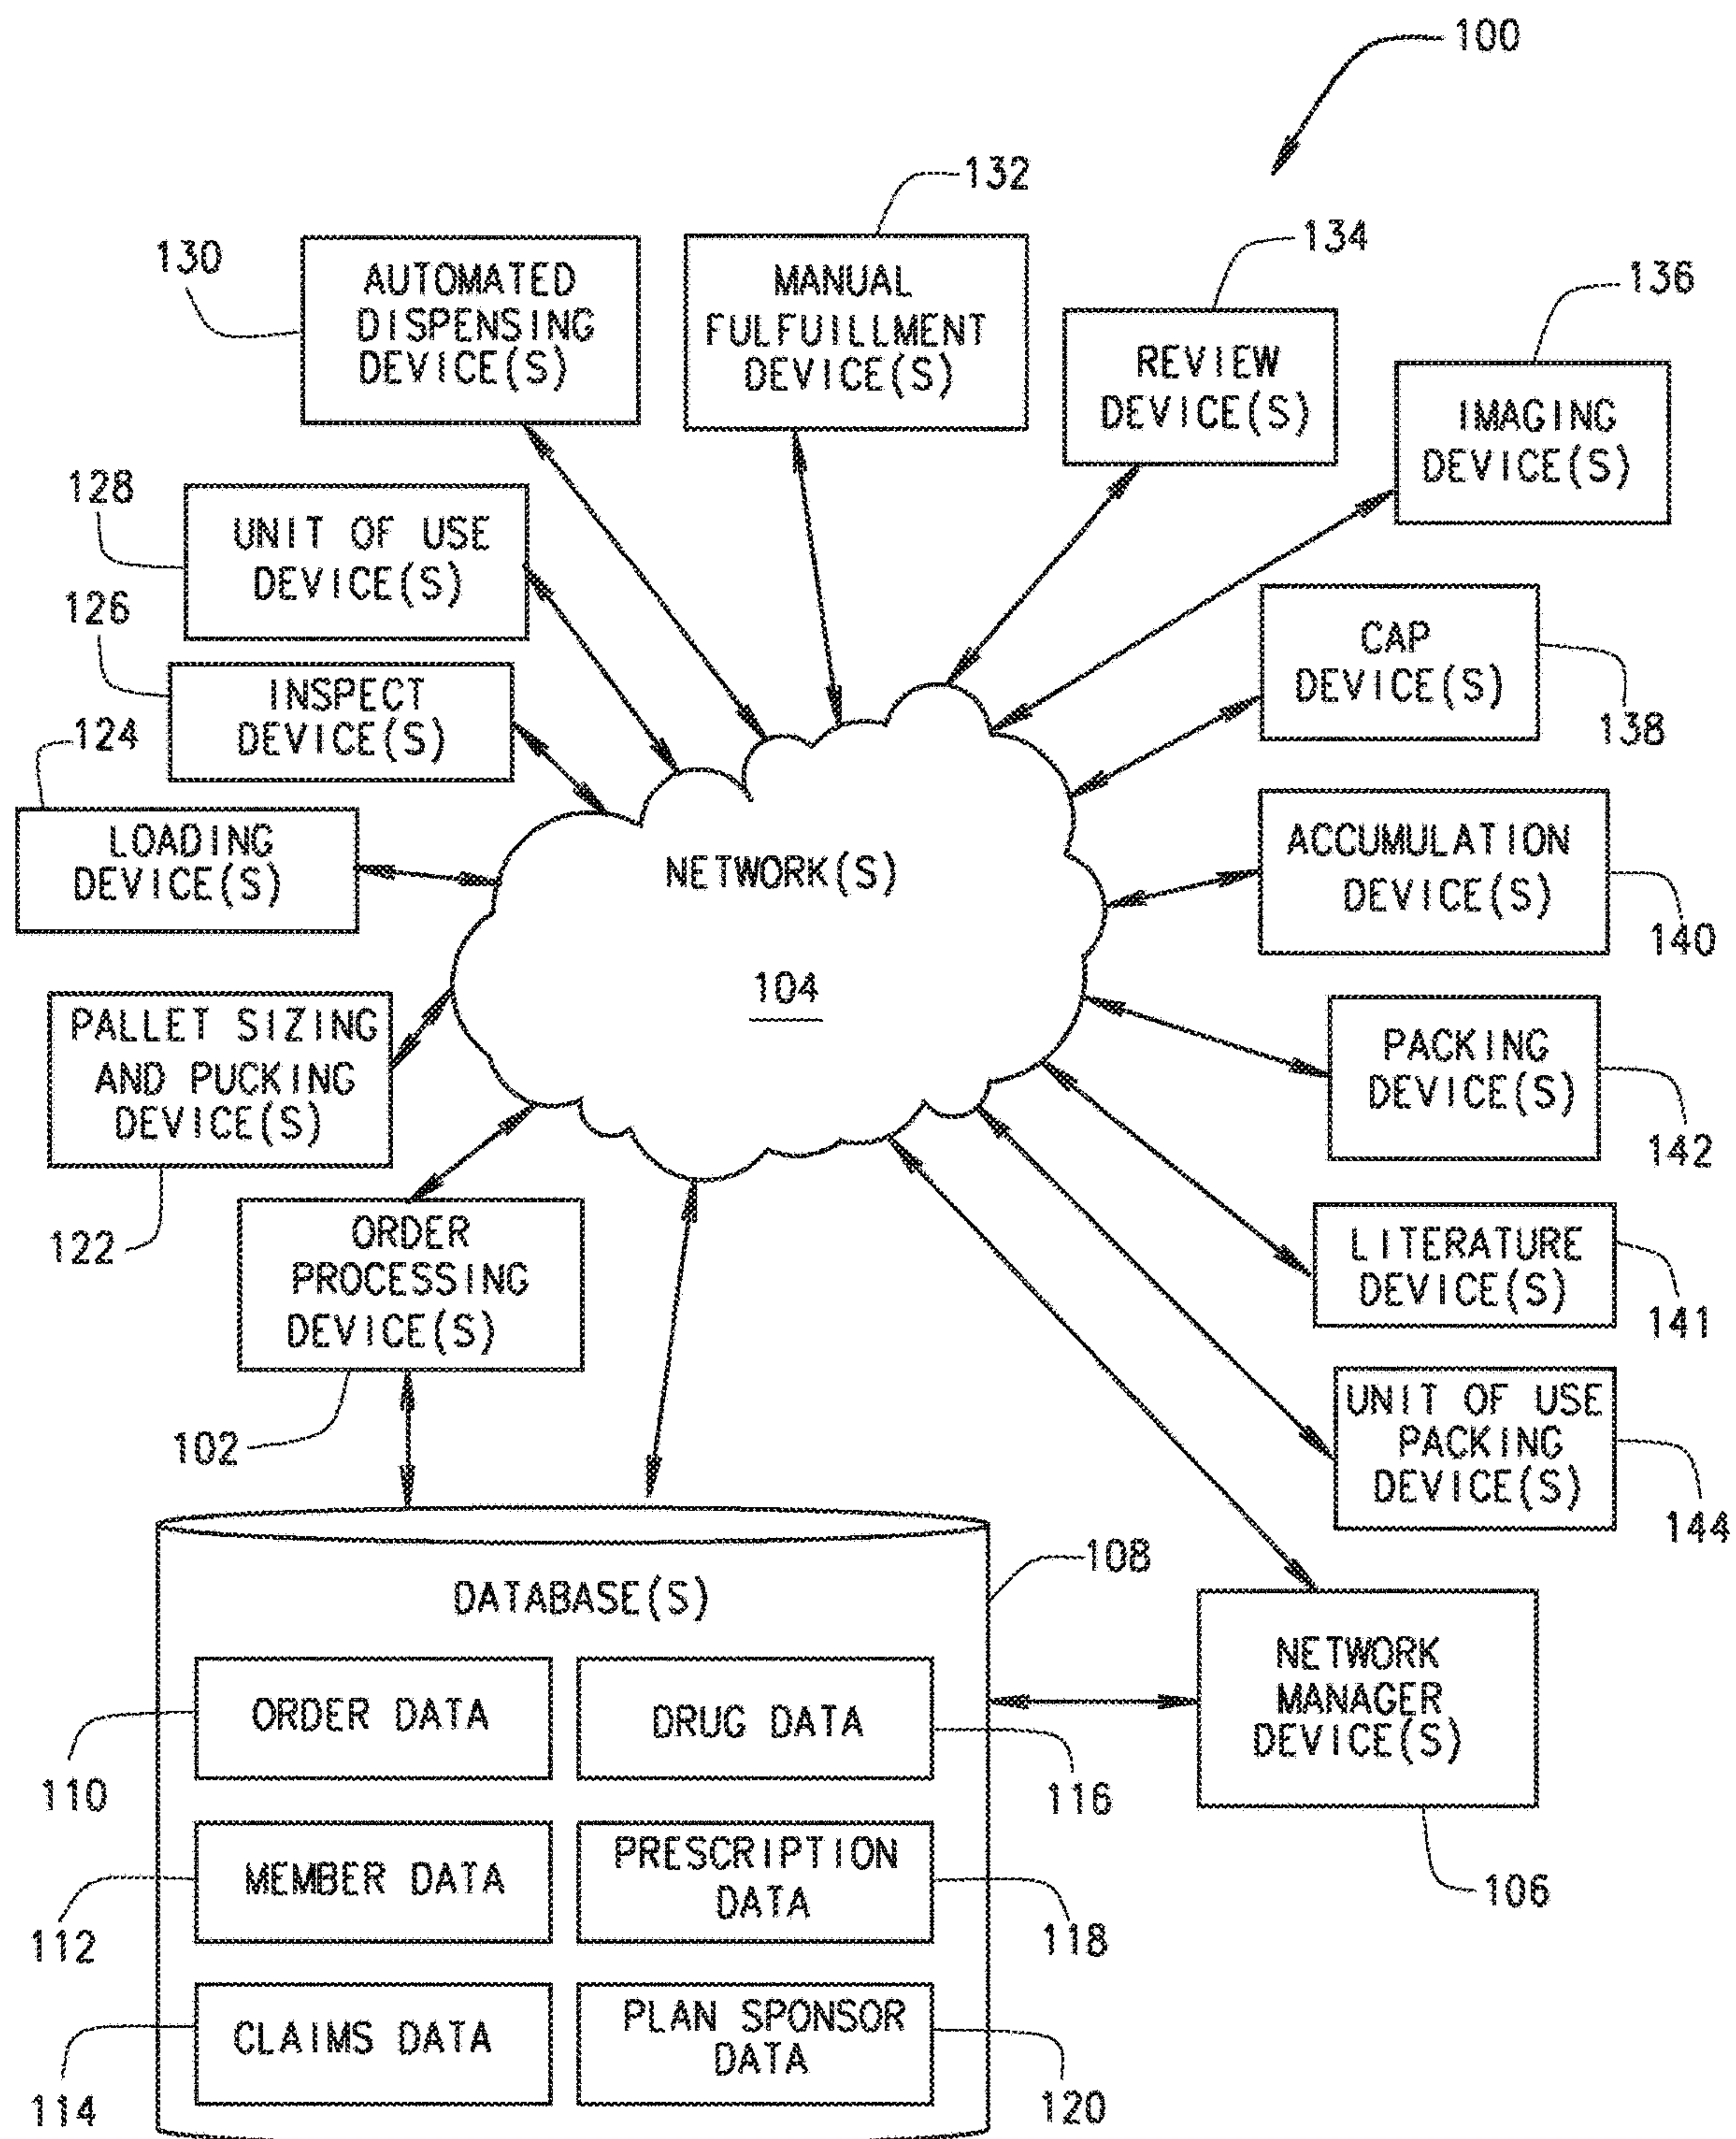 100
132
130
AUTOMATED
DISPENSING
DEVICE(S)
MANUAL
FULFUILLMENT
DEVICE(S)
134
REVIEW
DEVICE(S)
136
IMAGING
DEVICE(S)
128
UNIT OF USE
DEVICE(S)
126
INSPECT
DEVICE(S)
124
LOADING
DEVICE(S)
CAP
DEVICE(S)
138
NETWORK(S)
104
ACCUMULATION
DEVICE(S)
140
PALLET SIZING
AND PUCKING
DEVICE(S)
122
PACKING
DEVICE(S)
142
ORDER
PROCESSING
DEVICE(S)
102
LITERATURE
DEVICE(S)
141
UNIT OF USE
PACKING
DEVICE(S)
144
108
DATABASE(S)
ORDER DATA
110
DRUG DATA
116
NETWORK
MANAGER
DEVICE(S)
106
MEMBER DATA
112
PRESCRIPTION
DATA
118
CLAIMS DATA
114
PLAN SPONSOR
DATA
120